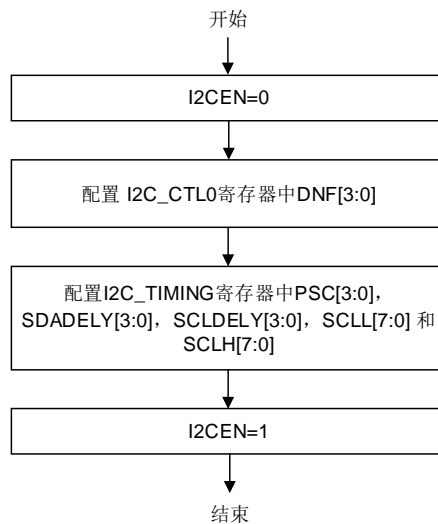 开始
I2CEN=0
配置 I2C_CTL0寄存器中DNF[3:0]
配置I2C_TIMING寄存器中PSC[3:0]，
SDADELY[3:0]，SCLDELY[3:0]，SCLL[7:0] 和
SCLH[7:0]
I2CEN=1
结束